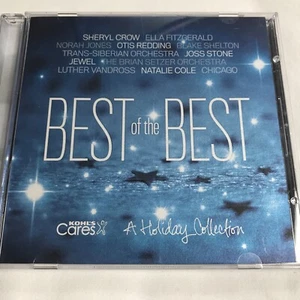 SHERYL CROW ELLA FITZGERALD
NORAH JONES OTIS REDDING BLAKE SHELTON
TRANS-SIBERIAN ORCHESTRA JOSS STONE
JEWEL THE BRIAN SETZER ORCHESTRA
LUTHER VANDROSS NATALIE COLE CHICAGO
BEST of the BEST
KOHL'S
Cares
A Holiday Collection